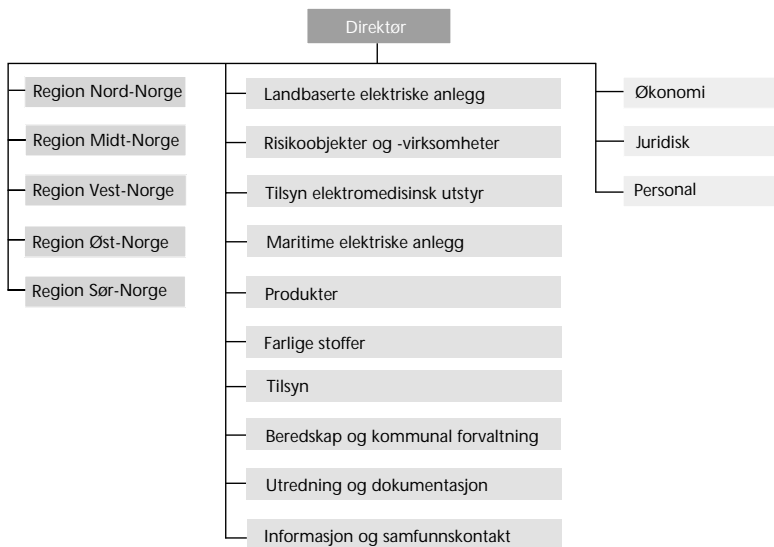 Direktør
Region Nord-Norge
Region Midt-Norge
Region Vest-Norge
Region Øst-Norge
Region Sør-Norge
Landbaserte elektriske anlegg
Risikoobjekter og -virksomheter
Tilsyn elektromedisinsk utstyr
Maritime elektriske anlegg
Produkter
Farlige stoffer
Tilsyn
Beredskap og kommunal forvaltning
Utredning og dokumentasjon
Informasjon og samfunnskontakt
Økonomi
Juridisk
Personal